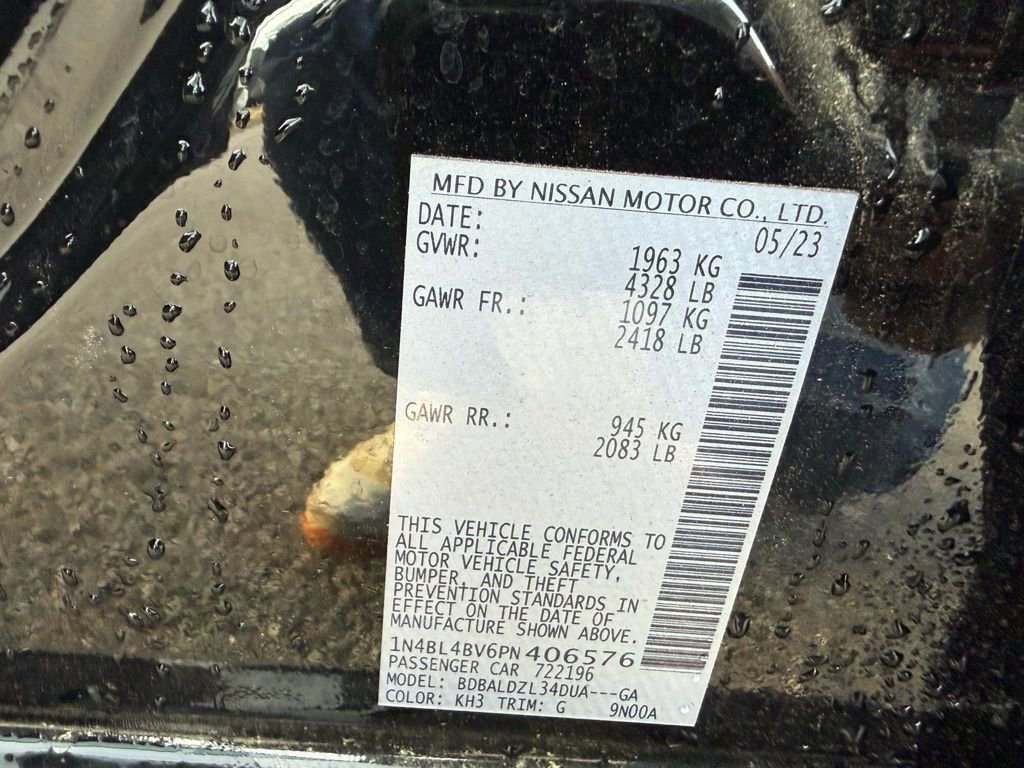 MFD BY NISSAN MOTOR CO., LTD.
DATE: 05/23
GVWR: 1963 KG
4328 LB
GAWR FR.: 1097 KG
2418 LB
GAWR RR.: 945 KG
2083 LB
THIS VEHICLE CONFORMS TO
ALL APPLICABLE FEDERAL
MOTOR VEHICLE SAFETY,
BUMPER, AND THEFT
PREVENTION STANDARDS IN
EFFECT ON THE DATE OF
MANUFACTURE SHOWN ABOVE.
1N4BL4BV6PN406576
PASSENGER CAR 722196
MODEL: BDBALDZL34DUA---GA
COLOR: KH3 TRIM: G 9N00A